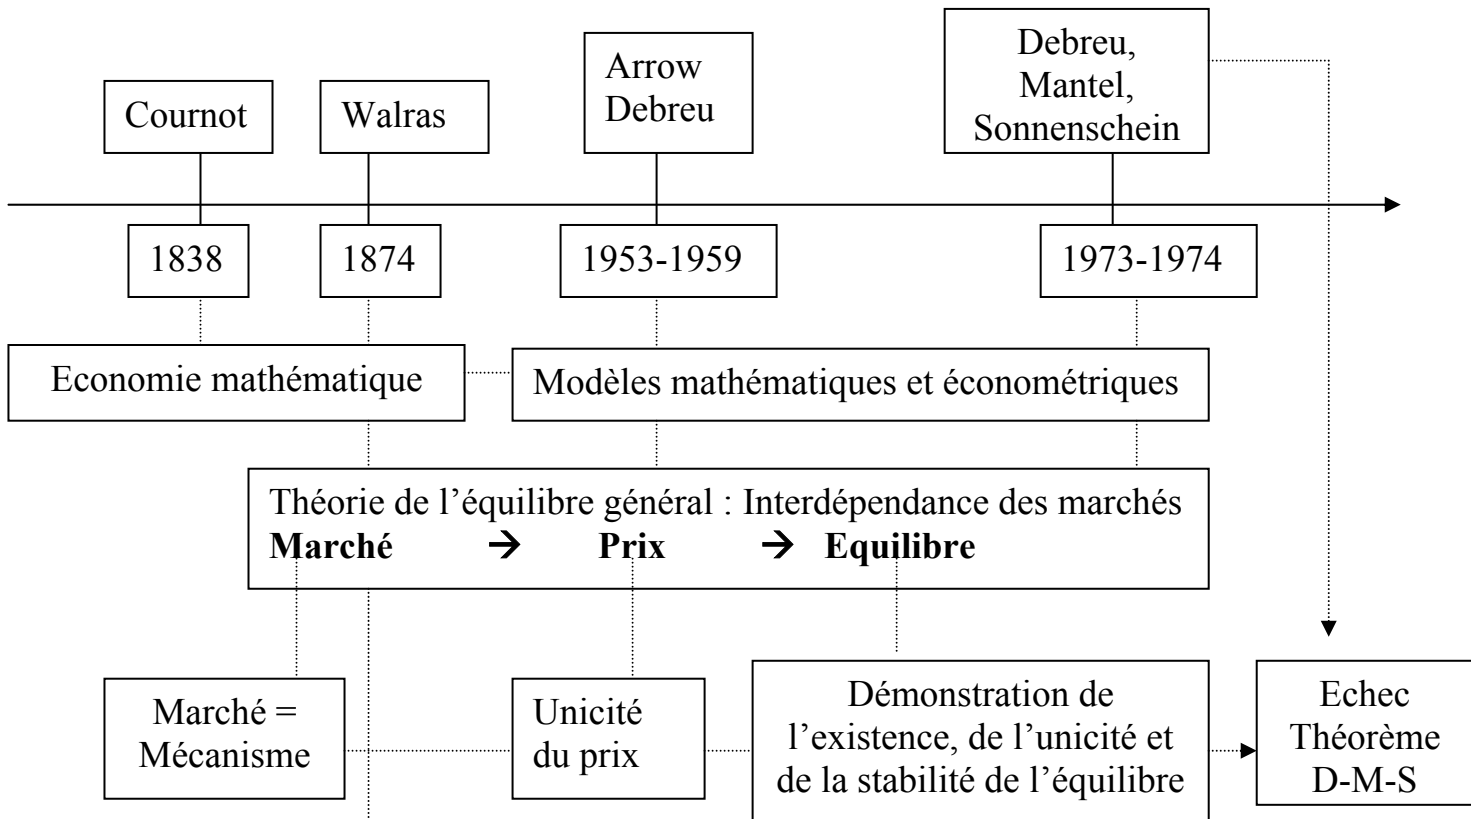 Cournot
Walras
Arrow
Debreu
Debreu,
Mantel,
Sonnenschein
1838
1874
1953-1959
1973-1974
Economie mathématique
Modèles mathématiques et économétriques
Théorie de l’équilibre général : Interdépendance des marchés
Marché → Prix → Equilibre
Marché =
Mécanisme
Unicité
du prix
Démonstration de
l’existence, de l’unicité et
de la stabilité de l’équilibre
Echec
Théorème
D-M-S